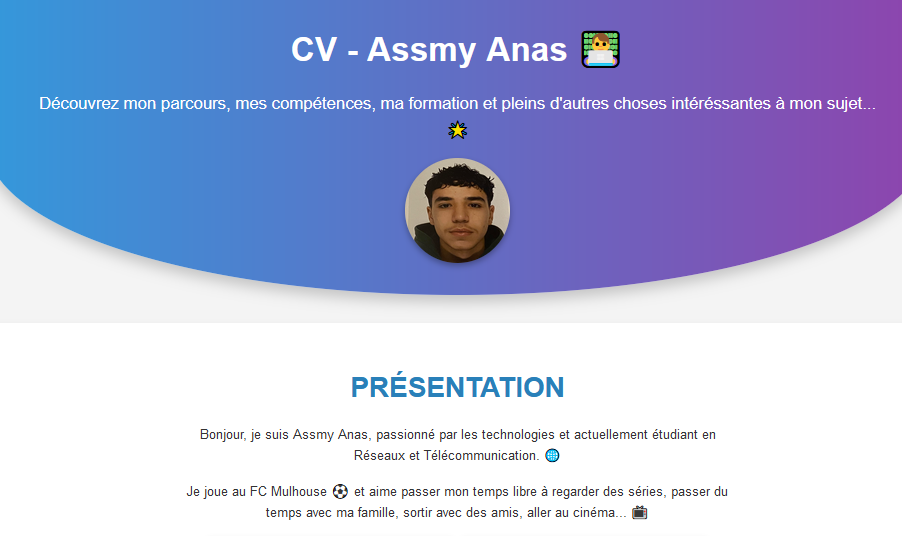 CV - Assmy Anas 👨‍💻
Découvrez mon parcours, mes compétences, ma formation et pleins d'autres choses intéréssantes à mon sujet...
🌟
PRÉSENTATION
Bonjour, je suis Assmy Anas, passionné par les technologies et actuellement étudiant en
Réseaux et Télécommunication. 🌐
Je joue au FC Mulhouse ⚽ et aime passer mon temps libre à regarder des séries, passer du
temps avec ma famille, sortir avec des amis, aller au cinéma... 📺